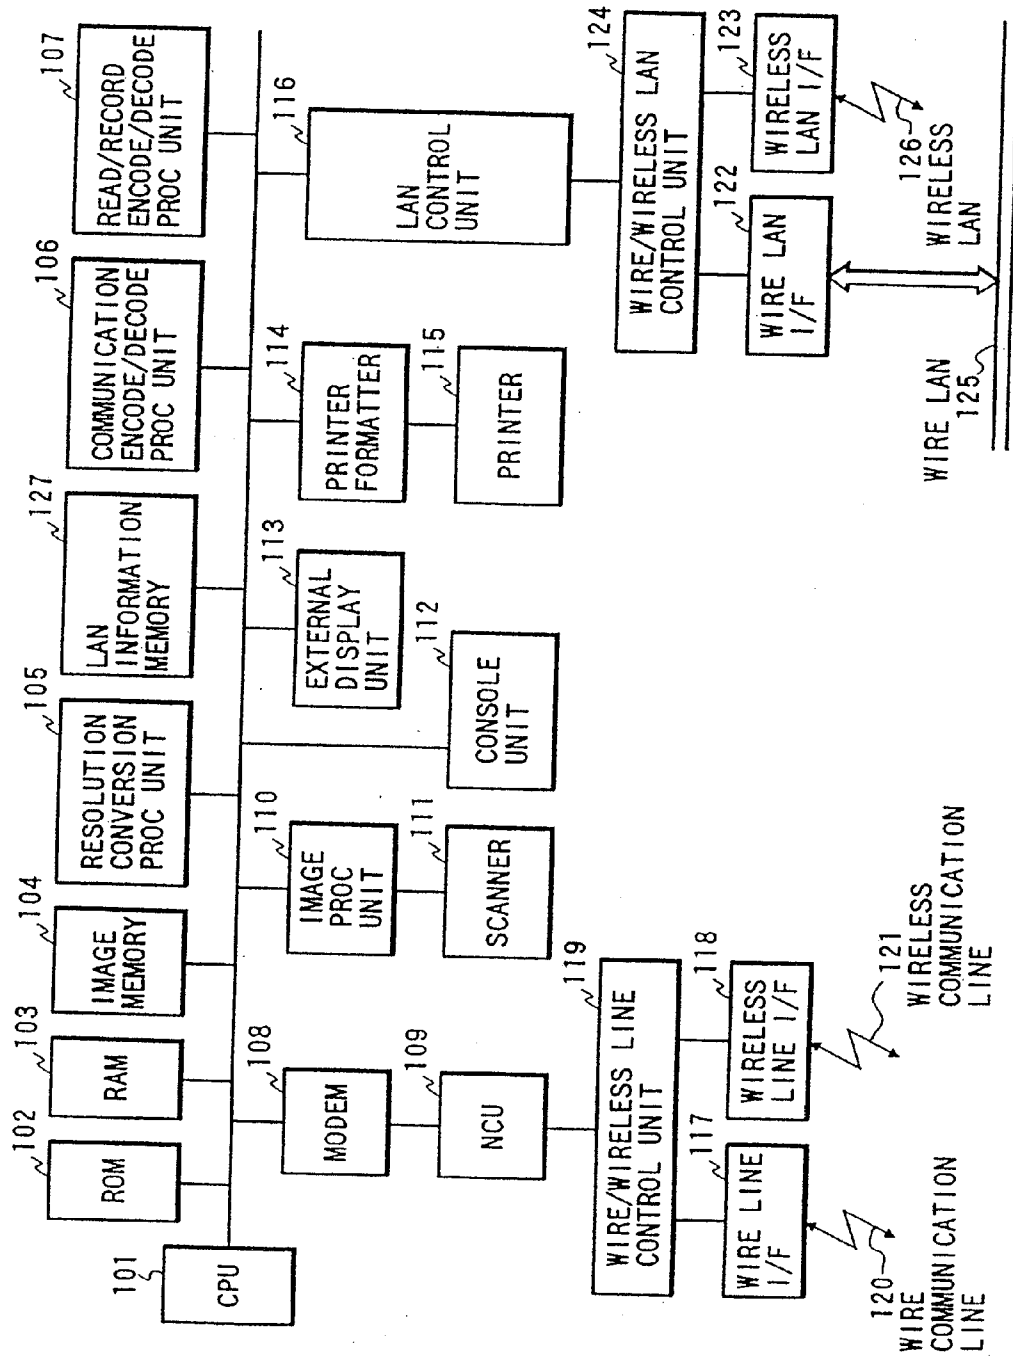 101
CPU
102
ROM
103
RAM
104
IMAGE
MEMORY
105
RESOLUTION
CONVERSION
PROC UNIT
127
LAN
INFORMATION
MEMORY
106
COMMUNICATION
ENCODE/DECODE
PROC UNIT
107
READ/RECORD
ENCODE/DECODE
PROC UNIT
108
MODEM
109
NCU
110
IMAGE
PROC
UNIT
111
SCANNER
112
CONSOLE
UNIT
113
EXTERNAL
DISPLAY
UNIT
114
PRINTER
FORMATTER
115
PRINTER
116
LAN CONTROL
UNIT
119
WIRE/WIRELESS LINE
CONTROL UNIT
117
WIRE LINE
I/F
118
WIRELESS
LINE I/F
120
WIRE
COMMUNICATION
LINE
121
WIRELESS
COMMUNICATION
LINE
124
WIRE/WIRELESS LAN
CONTROL UNIT
122
WIRE LAN
I/F
123
WIRELESS
LAN I/F
WIRE LAN
125
126
WIRELESS
LAN